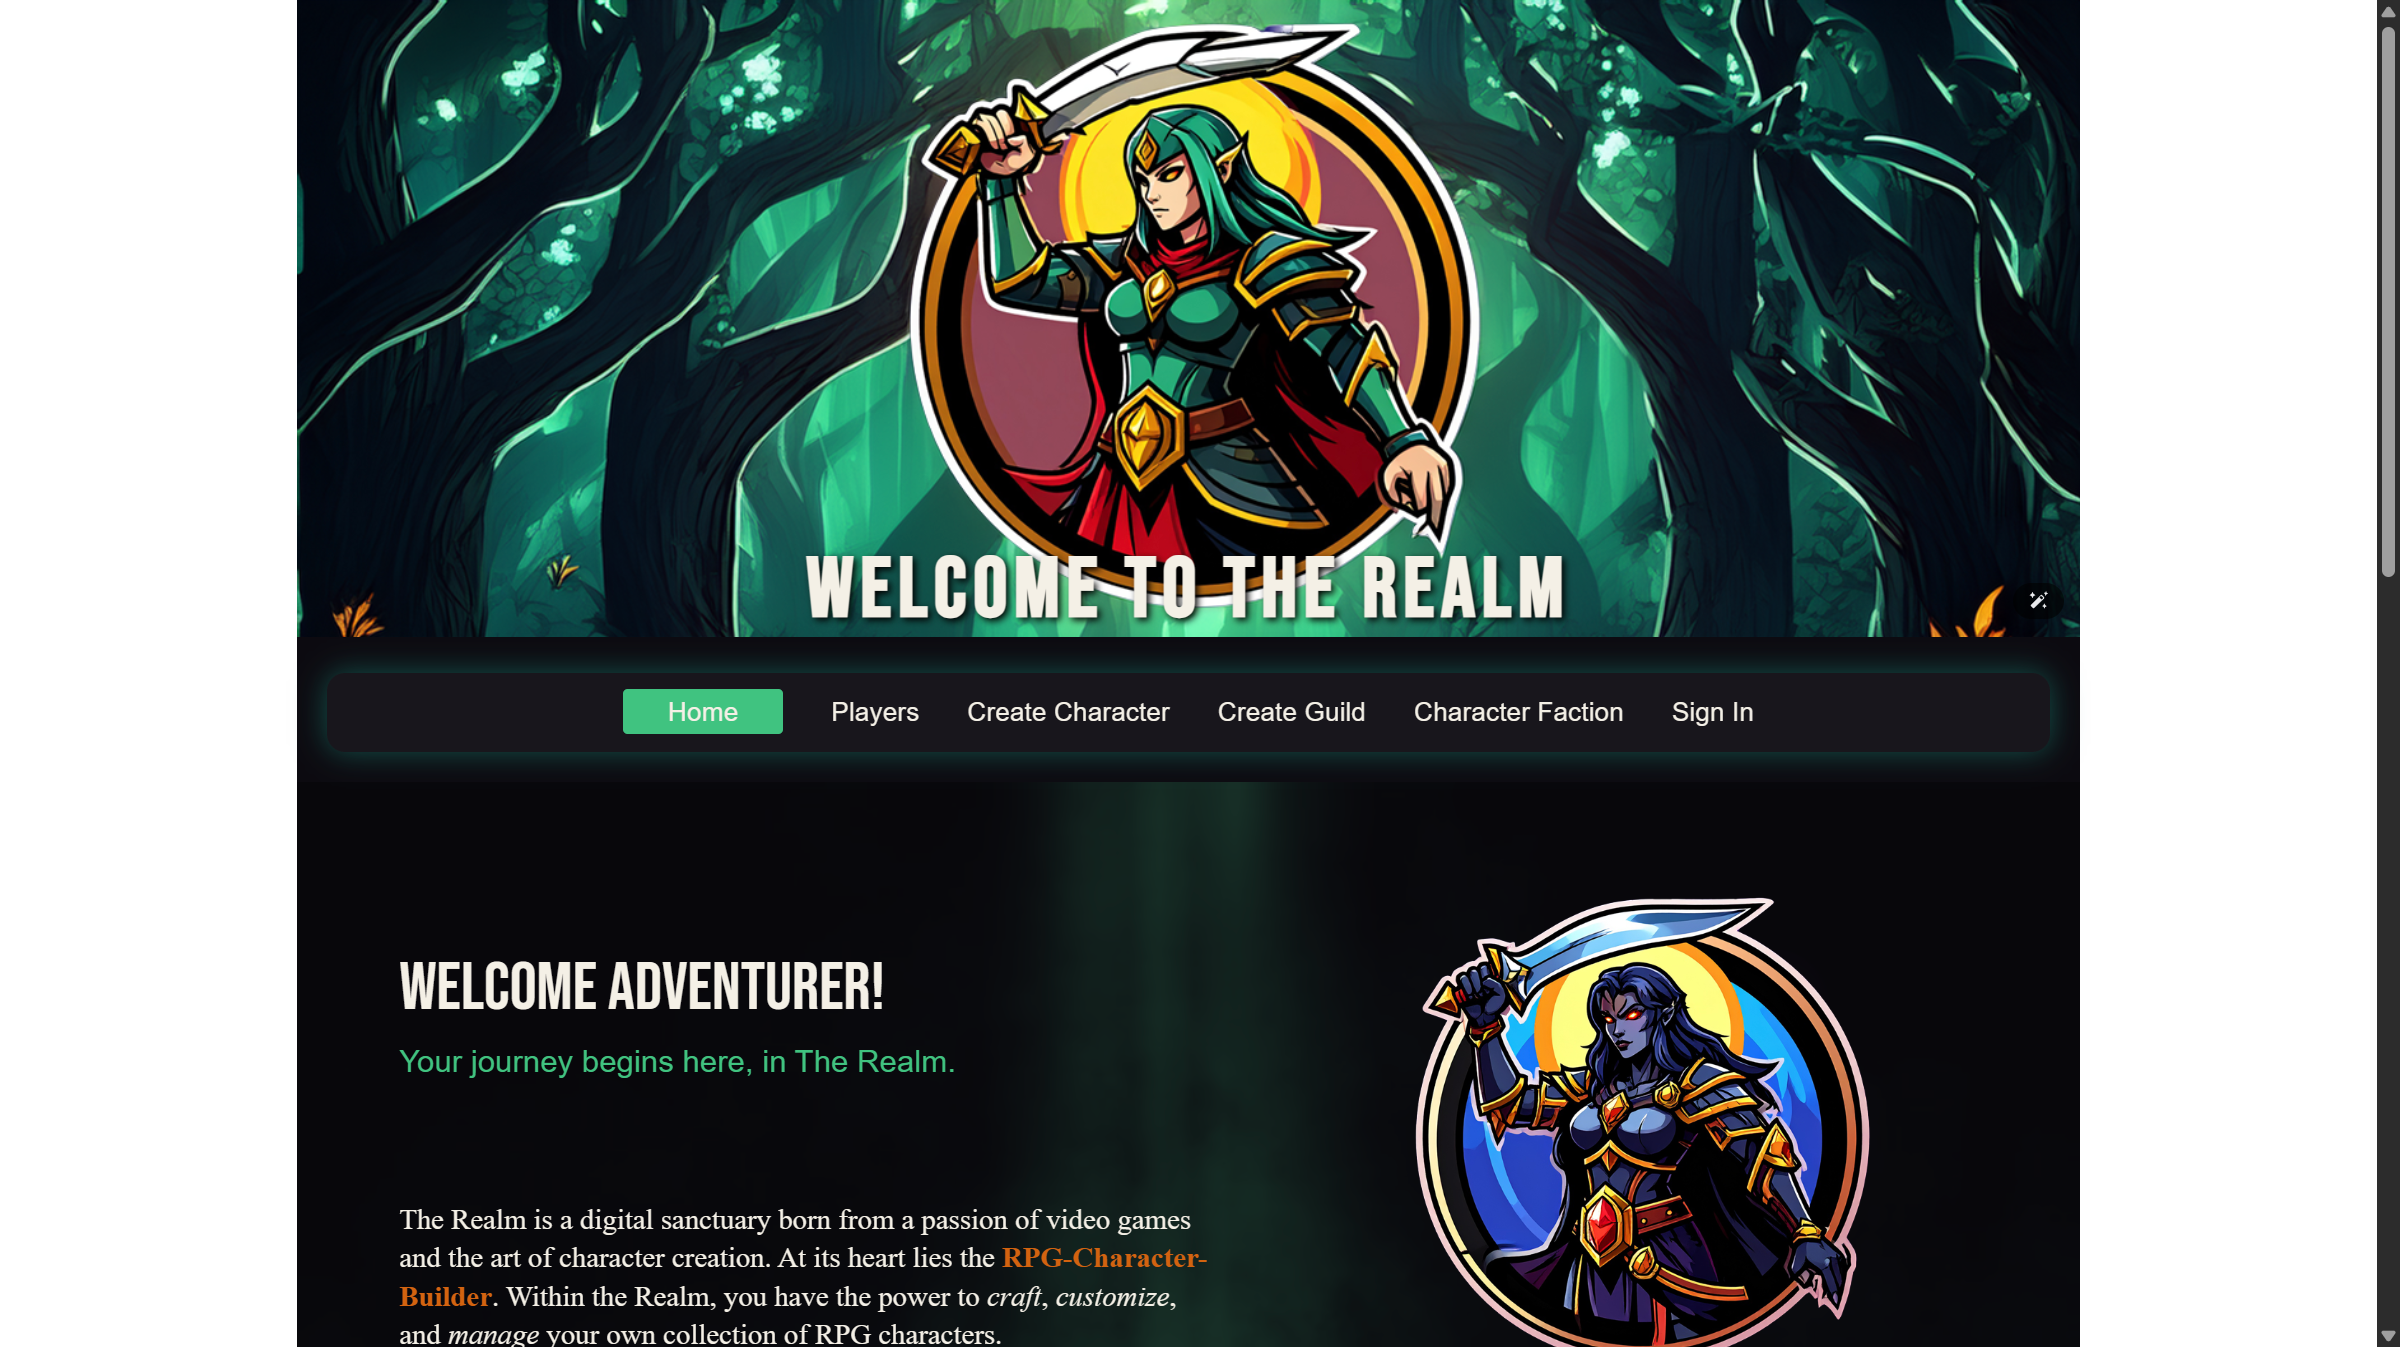 WELCOME TO THE REALM
Home Players Create Character Create Guild Character Faction Sign In
WELCOME ADVENTURER!
Your journey begins here, in The Realm.
The Realm is a digital sanctuary born from a passion of video games
and the art of character creation. At its heart lies the RPG-Character-
Builder. Within the Realm, you have the power to craft, customize,
and manage your own collection of RPG characters.